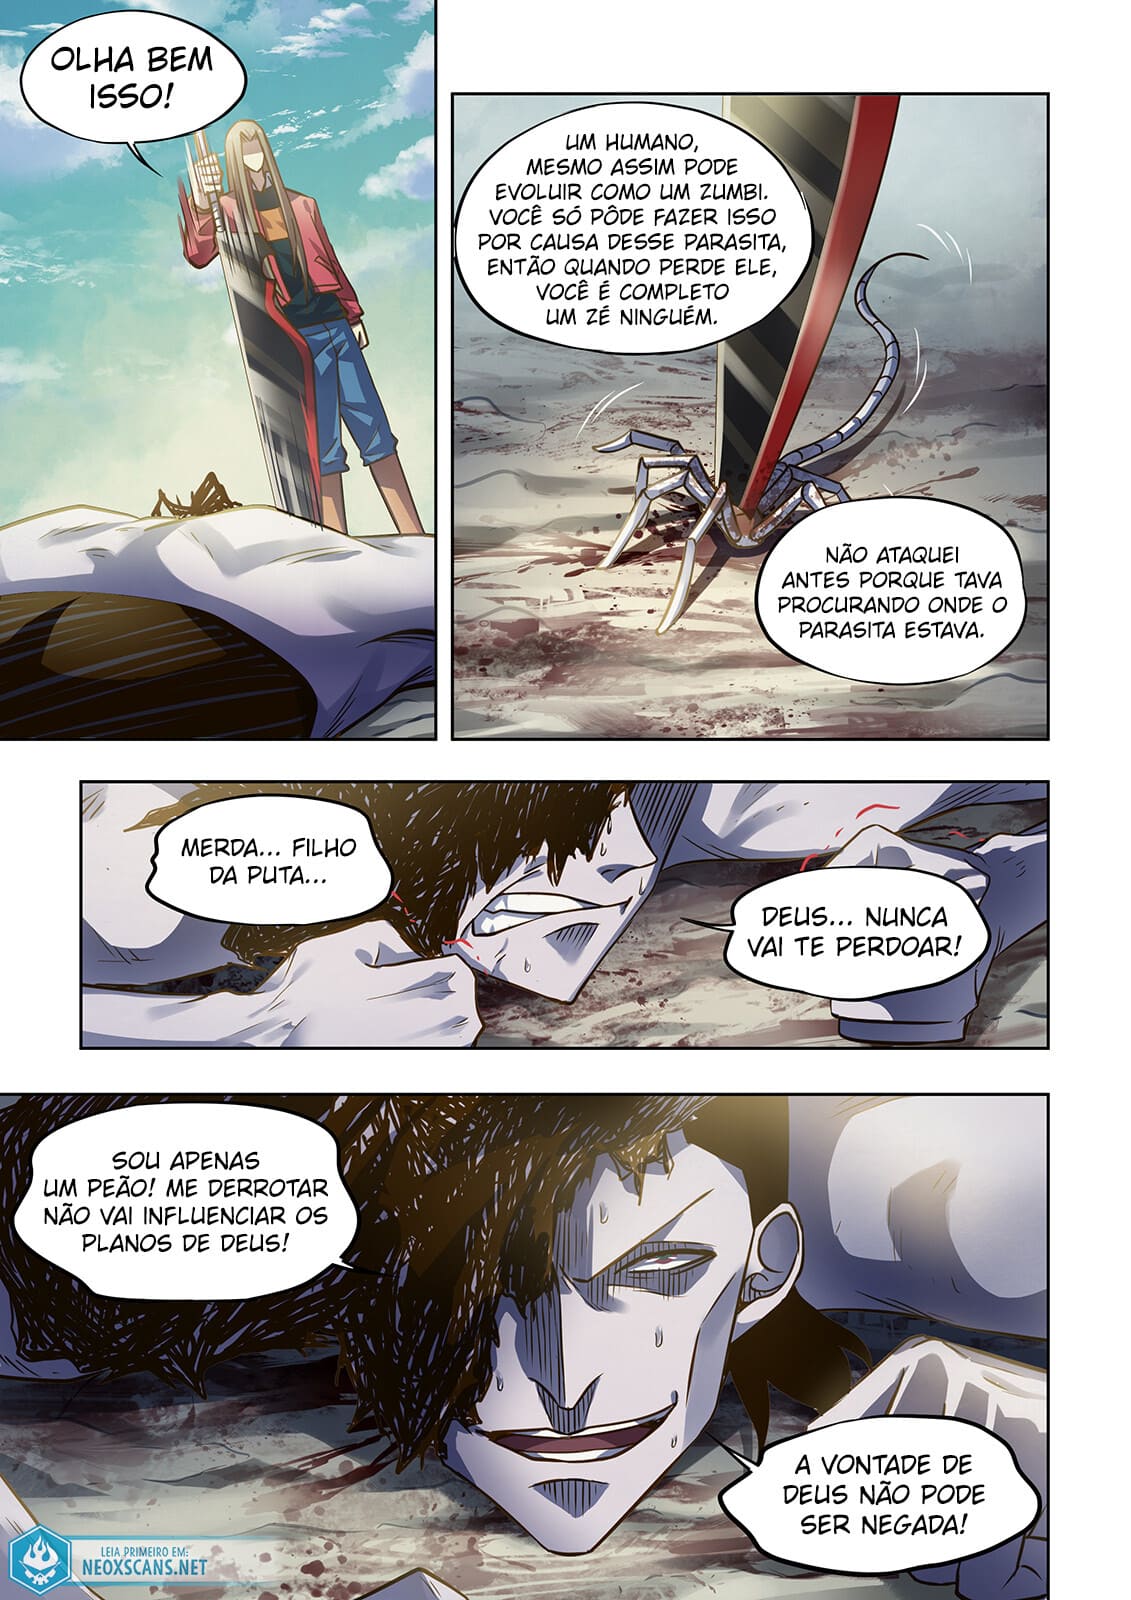 OLHA BEM
ISSO!
UM HUMANO,
MESMO ASSIM PODE
EVOLUIR COMO UM ZUMBI.
VOCÊ SÓ PÔDE FAZER ISSO
POR CAUSA DESSE PARASITA,
ENTÃO QUANDO PERDE ELE,
VOCÊ É COMPLETO
UM ZÉ NINGUÉM.
NÃO ATAQUEI
ANTES PORQUE TAVA
PROCURANDO ONDE O
PARASITA ESTAVA.
MERDA... FILHO
DA PUTA...
DEUS... NUNCA
VAI TE PERDOAR!
SOU APENAS
UM PEÃO! ME DERROTAR
NÃO VAI INFLUENCIAR OS
PLANOS DE DEUS!
A VONTADE DE
DEUS NÃO PODE
SER NEGADA!
LEIA PRIMEIRO EM:
NEOXSCANS.NET